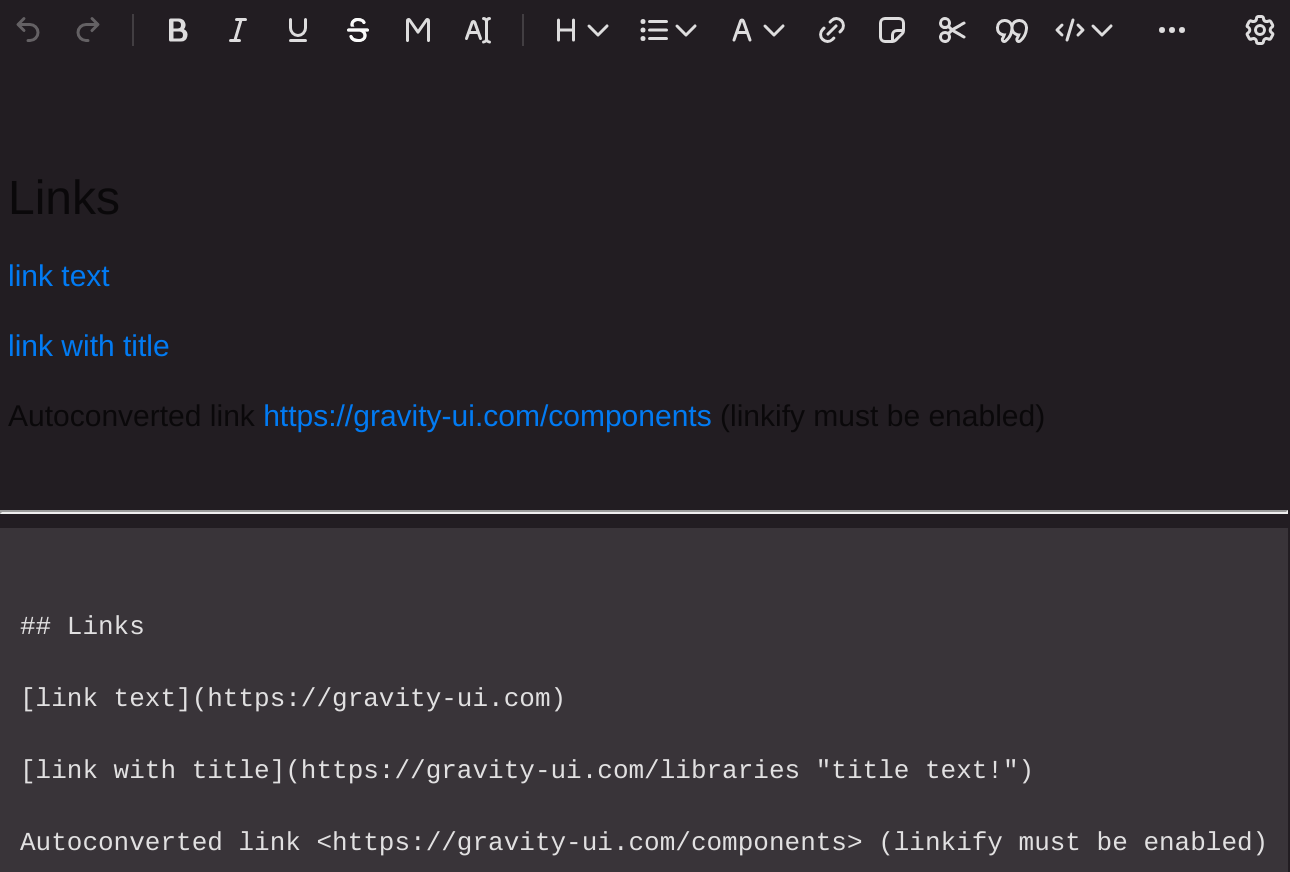 Links
link text
link with title
Autoconverted link https://gravity-ui.com/components (linkify must be enabled)
## Links
[link text](https://gravity-ui.com)
[link with title](https://gravity-ui.com/libraries "title text!")
Autoconverted link <https://gravity-ui.com/components> (linkify must be enabled)